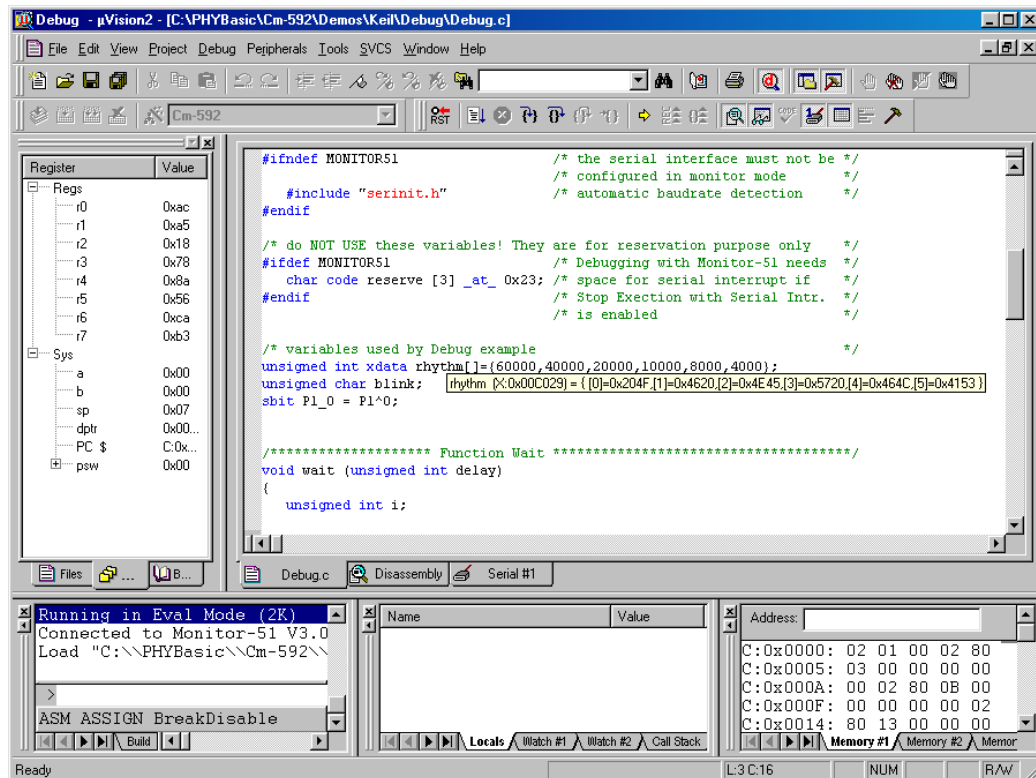 Debug - µVision2 - [C:\PHYBasic\Cm-592\Demos\Keil\Debug\Debug.c]
File Edit View Project Debug Peripherals Tools SVCS Window Help
Cm-592
RST
CODE
Register Value
Regs
r0 0xac
r1 0xa5
r2 0x18
r3 0x78
r4 0x8a
r5 0x56
r6 0xca
r7 0xb3
Sys
a 0x00
b 0x00
sp 0x07
dptr 0x00...
PC $ C:0x...
psw 0x00
Files ... B...
#ifndef MONITOR51 /* the serial interface must not be */
/* configured in monitor mode */
#include "serinit.h" /* automatic baudrate detection */
#endif
/* do NOT USE these variables! They are for reservation purpose only */
#ifdef MONITOR51 /* Debugging with Monitor-51 needs */
char code reserve [3] _at_ 0x23; /* space for serial interrupt if */
#endif /* Stop Exection with Serial Intr. */
/* is enabled */
/* variables used by Debug example */
unsigned int xdata rhythm[]={60000,40000,20000,10000,8000,4000};
unsigned char blink;
rhythm (X:0x00C029) = { [0]=0x204F,[1]=0x4620,[2]=0x4E45,[3]=0x5720,[4]=0x464C,[5]=0x4153 }
sbit P1_0 = P1^0;
/******************** Function Wait *************************************/
void wait (unsigned int delay)
{
unsigned int i;
Debug.c Disassembly Serial #1
Running in Eval Mode (2K)
Connected to Monitor-51 V3.0
Load "C:\\PHYBasic\\Cm-592\\
>
ASM ASSIGN BreakDisable
Build
Name Value
Locals Watch #1 Watch #2 Call Stack
Address:
C:0x0000: 02 01 00 02 80
C:0x0005: 03 00 00 00 00
C:0x000A: 00 02 80 0B 00
C:0x000F: 00 00 00 00 02
C:0x0014: 80 13 00 00 00
Memory #1 Memory #2 Memor
Ready L:3 C:16 NUM R/W